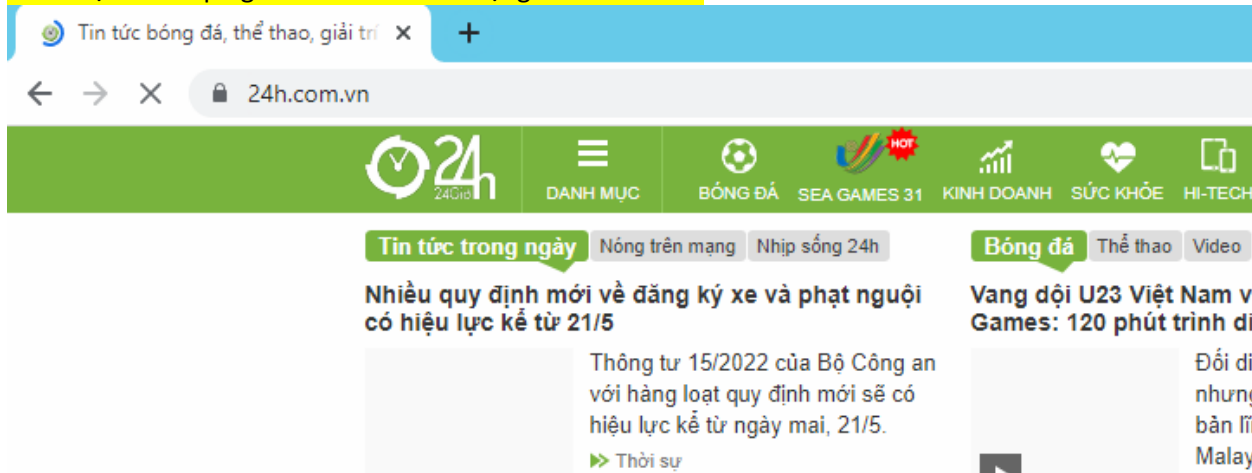 Tin tức bóng đá, thể thao, giải trí
24h.com.vn
24h
24Giờ
DANH MỤC
BÓNG ĐÁ
SEA GAMES 31
HOT
KINH DOANH
SỨC KHỎE
HI-TECH
Tin tức trong ngày Nóng trên mạng Nhịp sống 24h
Nhiều quy định mới về đăng ký xe và phạt nguội
có hiệu lực kể từ 21/5
Thông tư 15/2022 của Bộ Công an
với hàng loạt quy định mới sẽ có
hiệu lực kể từ ngày mai, 21/5.
Thời sự
Bóng đá Thể thao Video
Vang dội U23 Việt Nam
Games: 120 phút trình
Đối
nhưng
bản